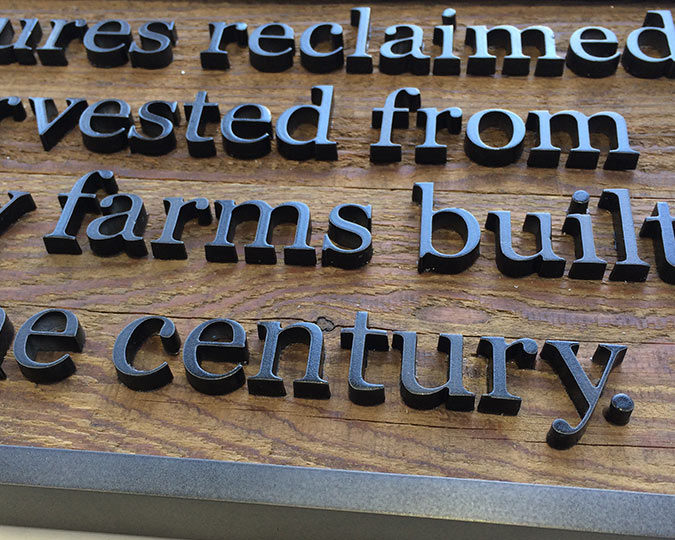 ures reclaimed
rvested from
farms built
e century.